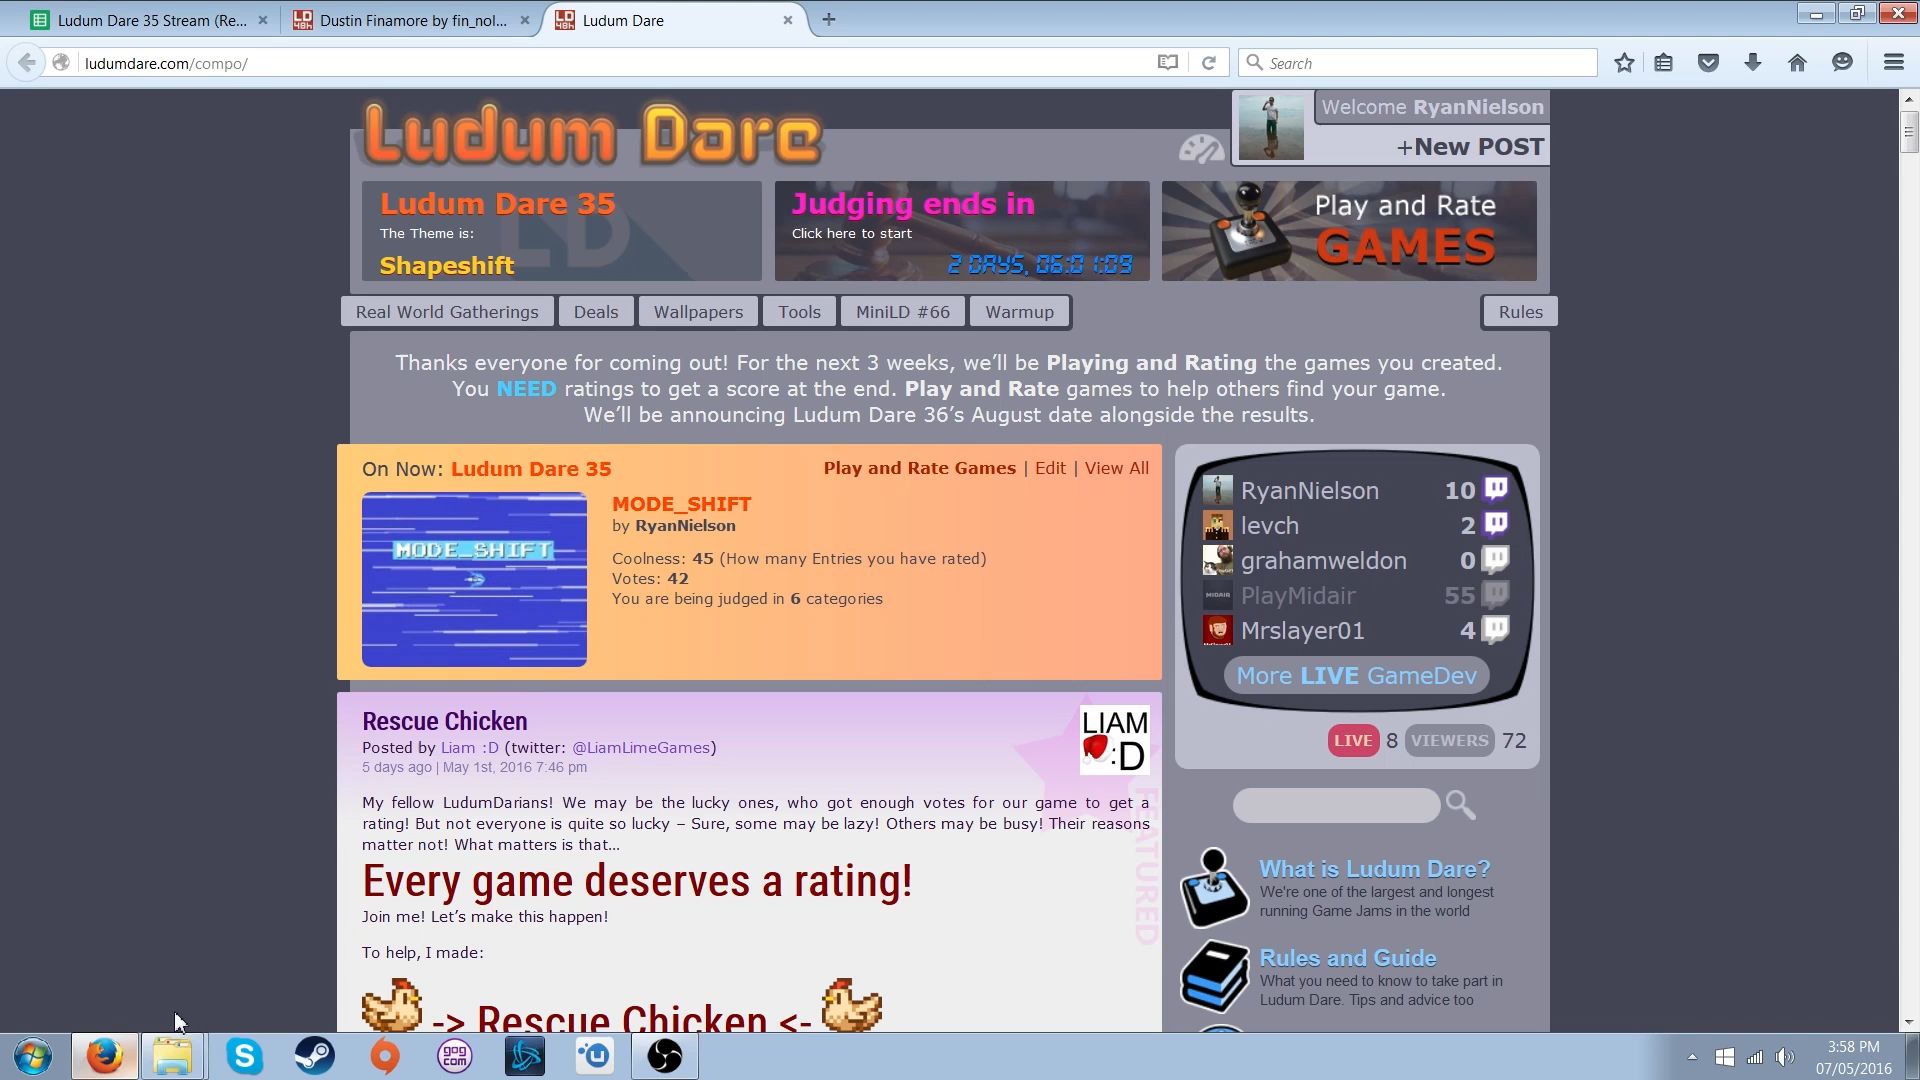 Ludum Dare 35 Stream (Re...
Dustin Finamore by fin_nol...
Ludum Dare
ludumdare.com/compo/
Search
Ludum Dare
Welcome RyanNielson
+New POST
Ludum Dare 35
The Theme is:
Shapeshift
Judging ends in
Click here to start
2 DAYS, 06:01:09
Play and Rate
GAMES
Real World Gatherings
Deals
Wallpapers
Tools
MiniLD #66
Warmup
Rules
Thanks everyone for coming out! For the next 3 weeks, we’ll be Playing and Rating the games you created.
You NEED ratings to get a score at the end. Play and Rate games to help others find your game.
We’ll be announcing Ludum Dare 36’s August date alongside the results.
On Now: Ludum Dare 35
Play and Rate Games | Edit | View All
MODE_SHIFT
MODE_SHIFT
by RyanNielson
Coolness: 45 (How many Entries you have rated)
Votes: 42
You are being judged in 6 categories
RyanNielson 10
levch 2
grahamweldon 0
MIDAIR
PlayMidair 55
Mrslayer01 4
More LIVE GameDev
LIVE 8 VIEWERS 72
Rescue Chicken
Posted by Liam :D (twitter: @LiamLimeGames)
5 days ago | May 1st, 2016 7:46 pm
LIAM
:D
FEATURED
My fellow LudumDarians! We may be the lucky ones, who got enough votes for our game to get a
rating! But not everyone is quite so lucky – Sure, some may be lazy! Others may be busy! Their reasons
matter not! What matters is that…
Every game deserves a rating!
Join me! Let’s make this happen!
To help, I made:
-> Rescue Chicken <-
What is Ludum Dare?
We're one of the largest and longest
running Game Jams in the world
Rules and Guide
What you need to know to take part in
Ludum Dare. Tips and advice too
gog
com
3:58 PM
07/05/2016